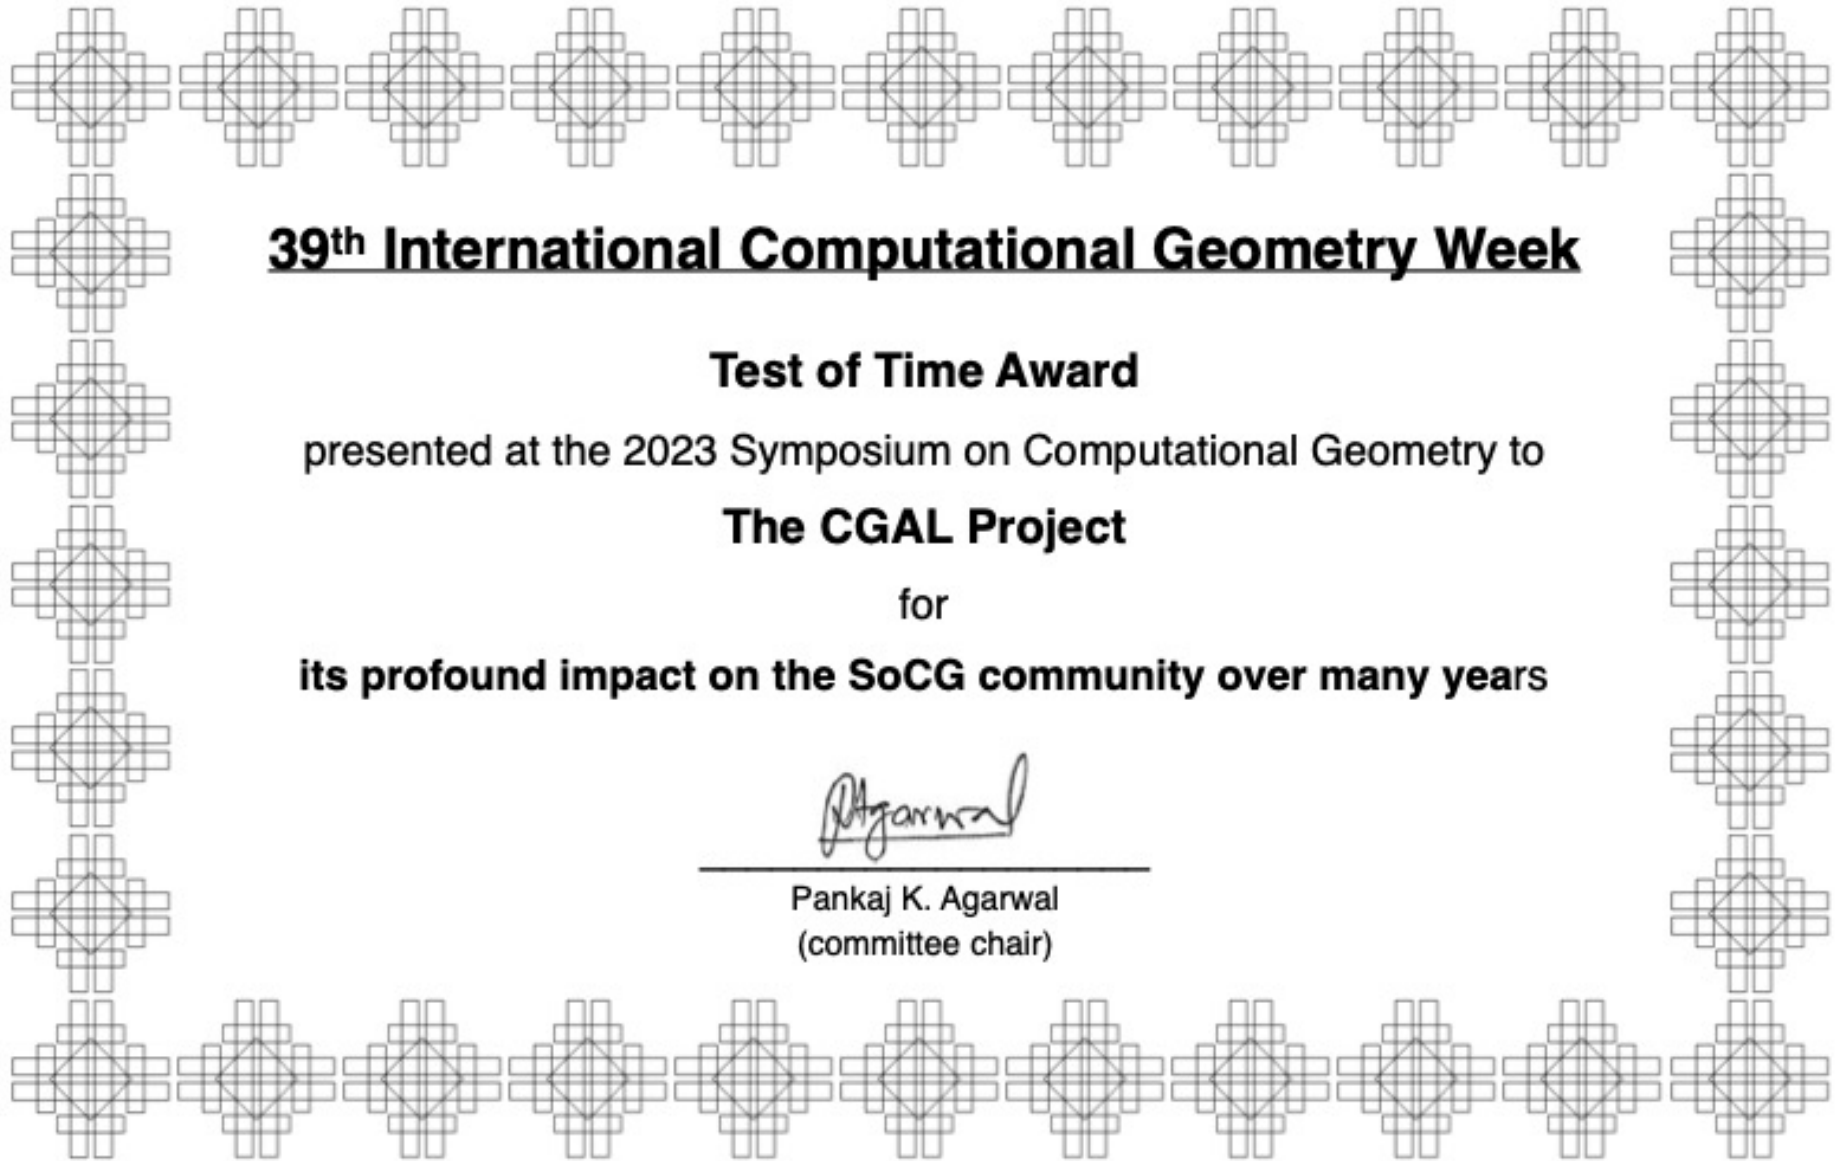 39th International Computational Geometry Week
Test of Time Award
presented at the 2023 Symposium on Computational Geometry to
The CGAL Project
for
its profound impact on the SoCG community over many years
PAgarwal
Pankaj K. Agarwal
(committee chair)